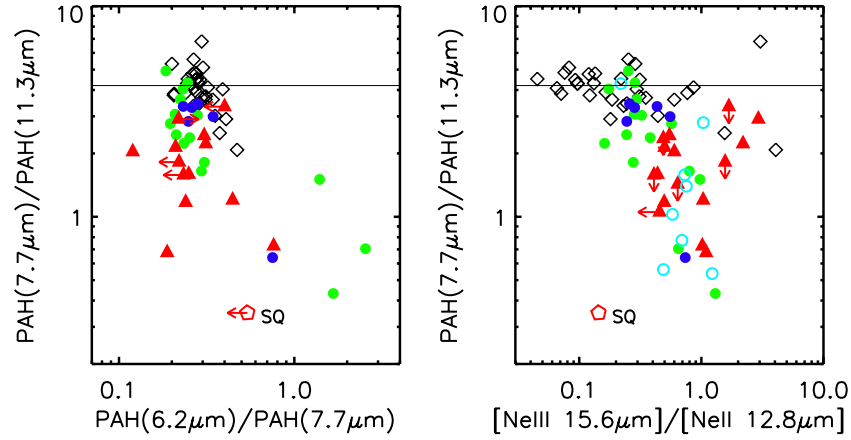 10
1
PAH(7.7μm)/PAH(11.3μm)
SQ
0.1 1.0
PAH(6.2μm)/PAH(7.7μm)
10
1
PAH(7.7μm)/PAH(11.3μm)
SQ
0.1 1.0 10.0
[NeIII 15.6μm]/[NeII 12.8μm]